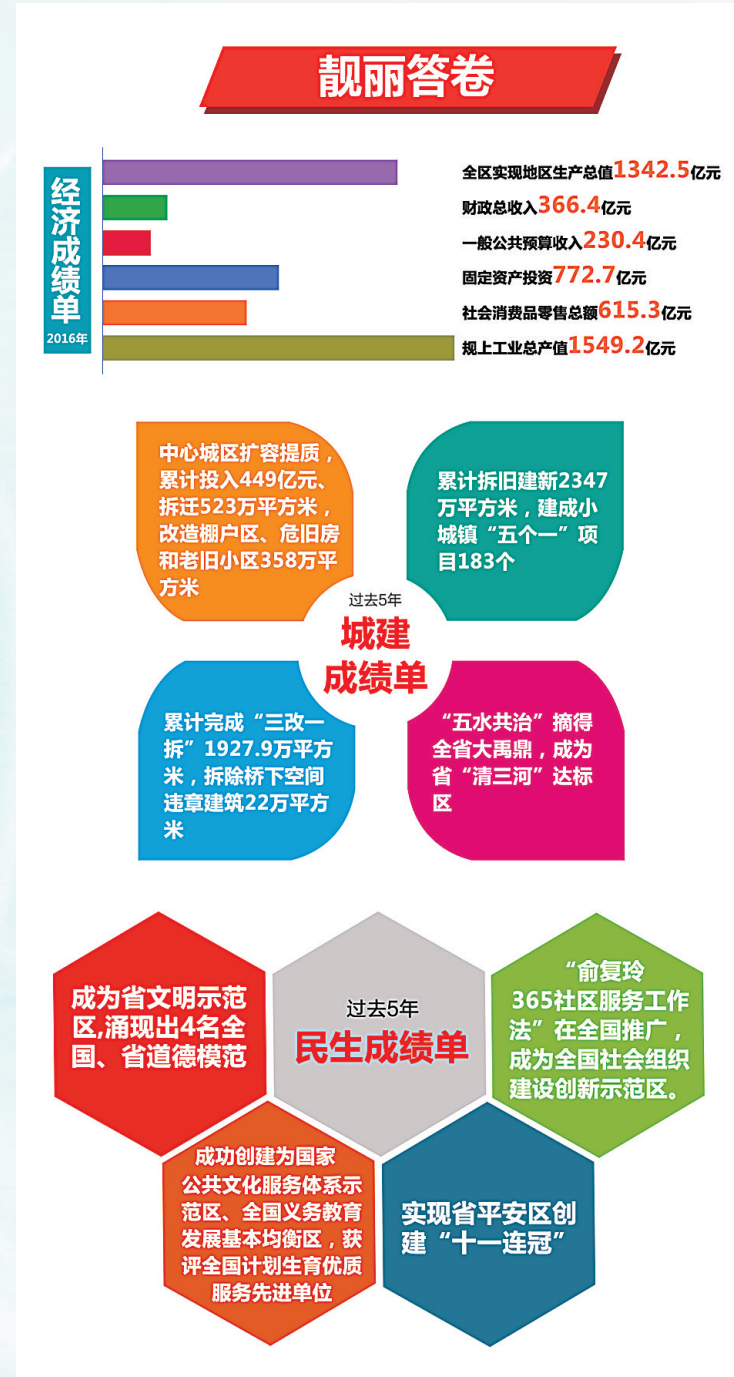 靓丽答卷
经济成绩单
2016年
全区实现地区生产总值1342.5亿元
财政总收入366.4亿元
一般公共预算收入230.4亿元
固定资产投资772.7亿元
社会消费品零售总额615.3亿元
规上工业总产值1549.2亿元
中心城区扩容提质，
累计投入449亿元、
拆迁523万平方米，
改造棚户区、危旧房
和老旧小区358万平
方米
累计拆旧建新2347
万平方米，建成小
城镇“五个一”项
目183个
过去5年
城建
成绩单
累计完成“三改一
拆”1927.9万平方
米，拆除桥下空间
违章建筑22万平方
米
“五水共治”摘得
全省大禹鼎，成为
省“清三河”达标
区
成为省文明示范
区,涌现出4名全
国、省道德模范
过去5年
民生成绩单
“俞复玲
365社区服务工作
法”在全国推广，
成为全国社会组织
建设创新示范区。
成功创建为国家
公共文化服务体系示
范区、全国义务教育
发展基本均衡区，获
评全国计划生育优质
服务先进单位
实现省平安区创
建“十一连冠”